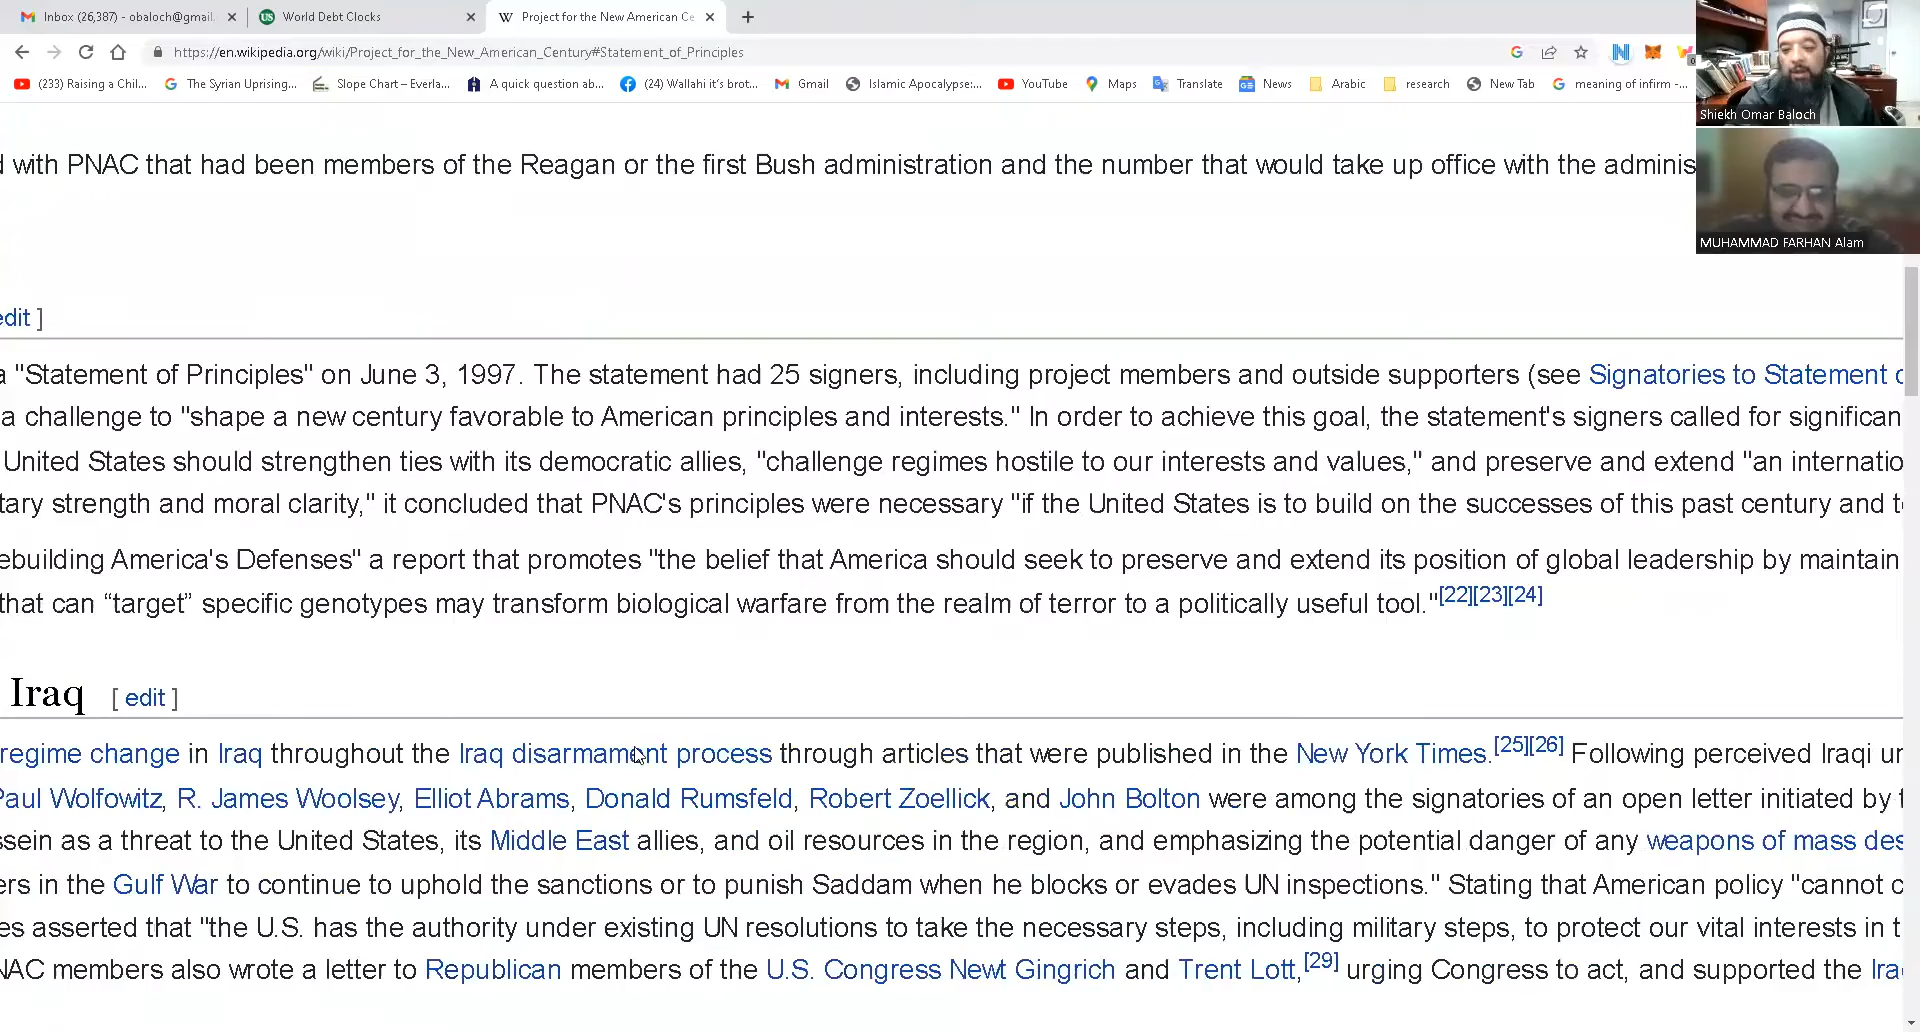 Inbox (26,387) - obaloch@gmail.
World Debt Clocks
Project for the New American Ce
https://en.wikipedia.org/wiki/Project_for_the_New_American_Century#Statement_of_Principles
(233) Raising a Chil... The Syrian Uprising... Slope Chart – Everla... A quick question ab... (24) Wallahi it's brot... Gmail Islamic Apocalypse:... YouTube Maps Translate News Arabic research New Tab meaning of infirm -...
Shiekh Omar Baloch
MUHAMMAD FARHAN Alam
with PNAC that had been members of the Reagan or the first Bush administration and the number that would take up office with the adminis
edit ]
a "Statement of Principles" on June 3, 1997. The statement had 25 signers, including project members and outside supporters (see Signatories to Statement o
a challenge to "shape a new century favorable to American principles and interests." In order to achieve this goal, the statement's signers called for significan
United States should strengthen ties with its democratic allies, "challenge regimes hostile to our interests and values," and preserve and extend "an internatio
tary strength and moral clarity," it concluded that PNAC's principles were necessary "if the United States is to build on the successes of this past century and t
ebuilding America's Defenses" a report that promotes "the belief that America should seek to preserve and extend its position of global leadership by maintain
that can “target” specific genotypes may transform biological warfare from the realm of terror to a politically useful tool."[22][23][24]
Iraq [ edit ]
regime change in Iraq throughout the Iraq disarmament process through articles that were published in the New York Times.[25][26] Following perceived Iraqi un
Paul Wolfowitz, R. James Woolsey, Elliot Abrams, Donald Rumsfeld, Robert Zoellick, and John Bolton were among the signatories of an open letter initiated by t
ssein as a threat to the United States, its Middle East allies, and oil resources in the region, and emphasizing the potential danger of any weapons of mass des
ers in the Gulf War to continue to uphold the sanctions or to punish Saddam when he blocks or evades UN inspections." Stating that American policy "cannot c
es asserted that "the U.S. has the authority under existing UN resolutions to take the necessary steps, including military steps, to protect our vital interests in t
NAC members also wrote a letter to Republican members of the U.S. Congress Newt Gingrich and Trent Lott,[29] urging Congress to act, and supported the Ira